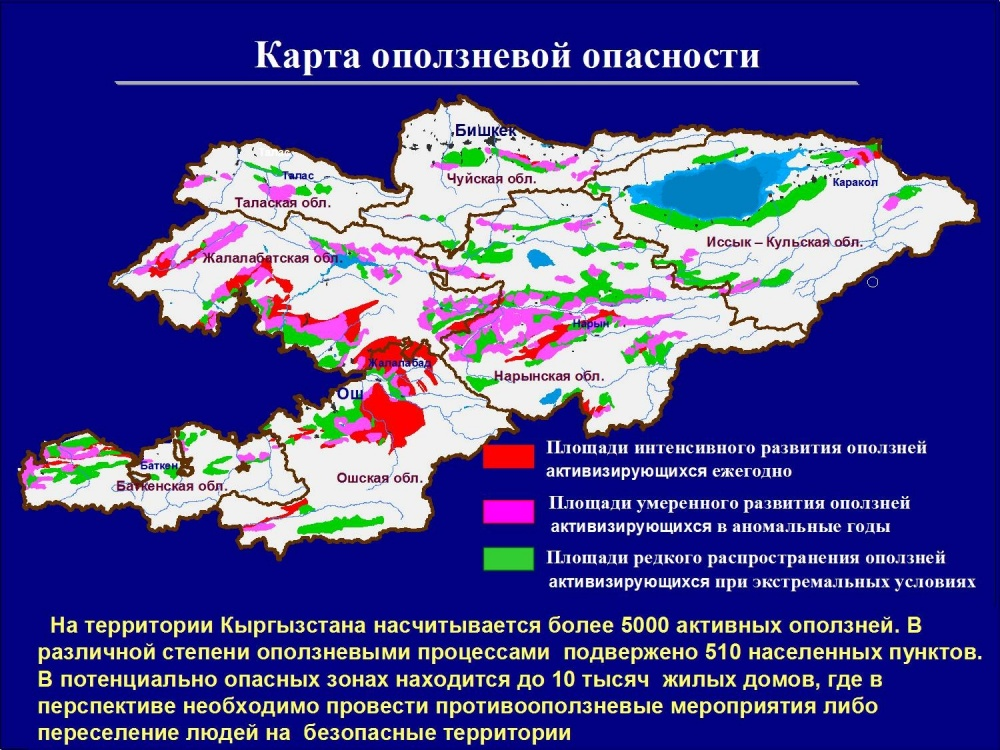 Карта оползневой опасности
Бишкек
Талас
Чуйская обл.
Каракол
Талаская обл.
Иссык – Кульская обл.
Жалалабатская обл.
Нарын
Жалалабад
Нарынская обл.
Ош
Площади интенсивного развития оползней
активизирующихся ежегодно
Баткен
Баткенская обл.
Ошская обл.
Площади умеренного развития оползней
активизирующихся в аномальные годы
Площади редкого распространения оползней
активизирующихся при экстремальных условиях
На территории Кыргызстана насчитывается более 5000 активных оползней. В
различной степени оползневыми процессами подвержено 510 населенных пунктов.
В потенциально опасных зонах находится до 10 тысяч жилых домов, где в
перспективе необходимо провести противооползневые мероприятия либо
переселение людей на безопасные территории